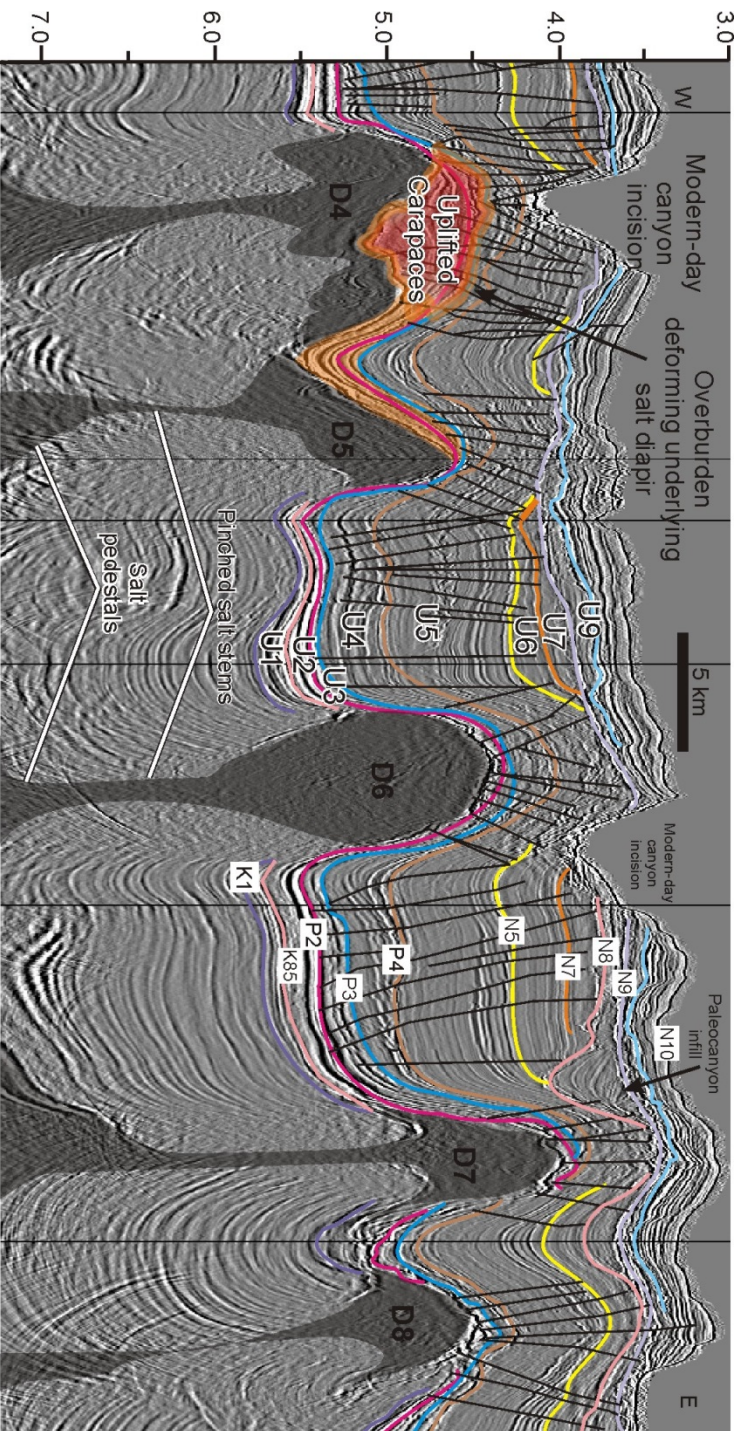 3.0
4.0
5.0
6.0
7.0
W
Modern-day
canyon
incision
Overburden
deforming underlying
salt diapir
5 km
Modern-day
canyon
incision
Paleocanyon
infill
E
Uplifted
Carapaces
D4
D5
D6
D7
D8
U9
U7
U6
U5
U4
U3
U2
U1
N10
N9
N8
N7
N5
P4
P3
P2
K85
K1
Pinched salt stems
Salt
pedestals